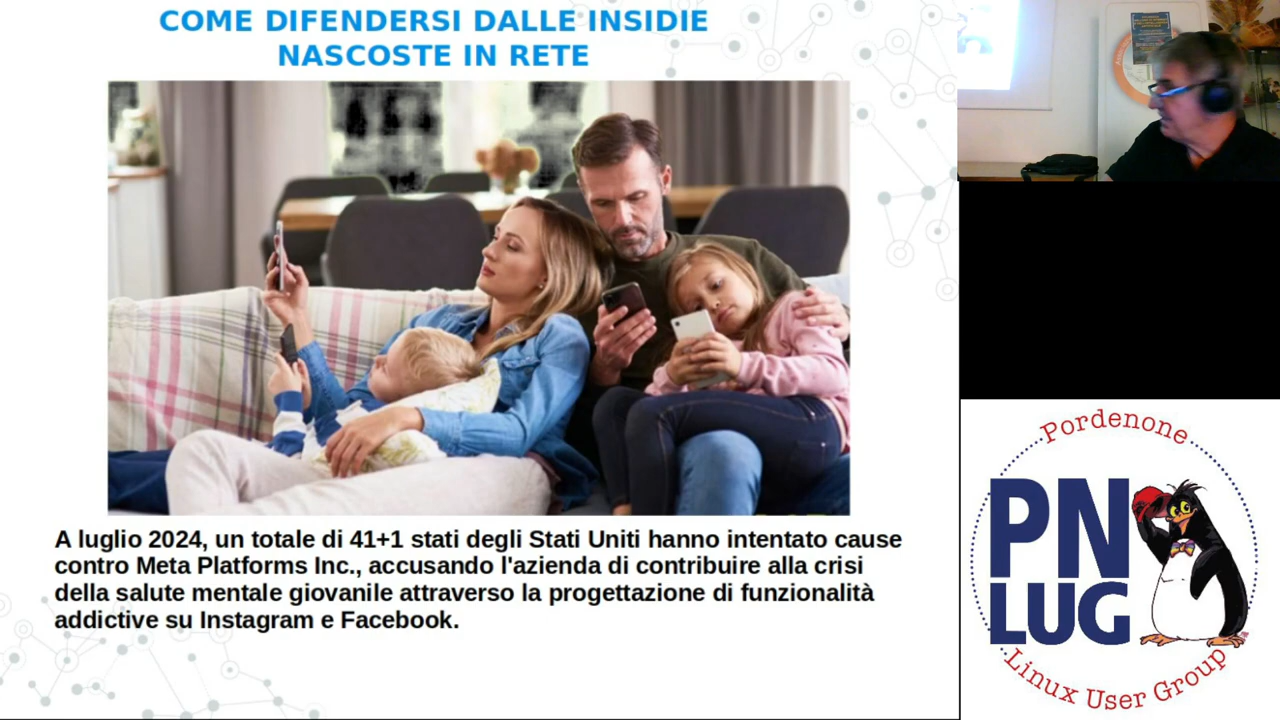 COME DIFENDERSI DALLE INSIDIE
NASCOSTE IN RETE
A luglio 2024, un totale di 41+1 stati degli Stati Uniti hanno intentato cause
contro Meta Platforms Inc., accusando l'azienda di contribuire alla crisi
della salute mentale giovanile attraverso la progettazione di funzionalità
addictive su Instagram e Facebook.
Pordenone
PN
LUG
Linux User Group